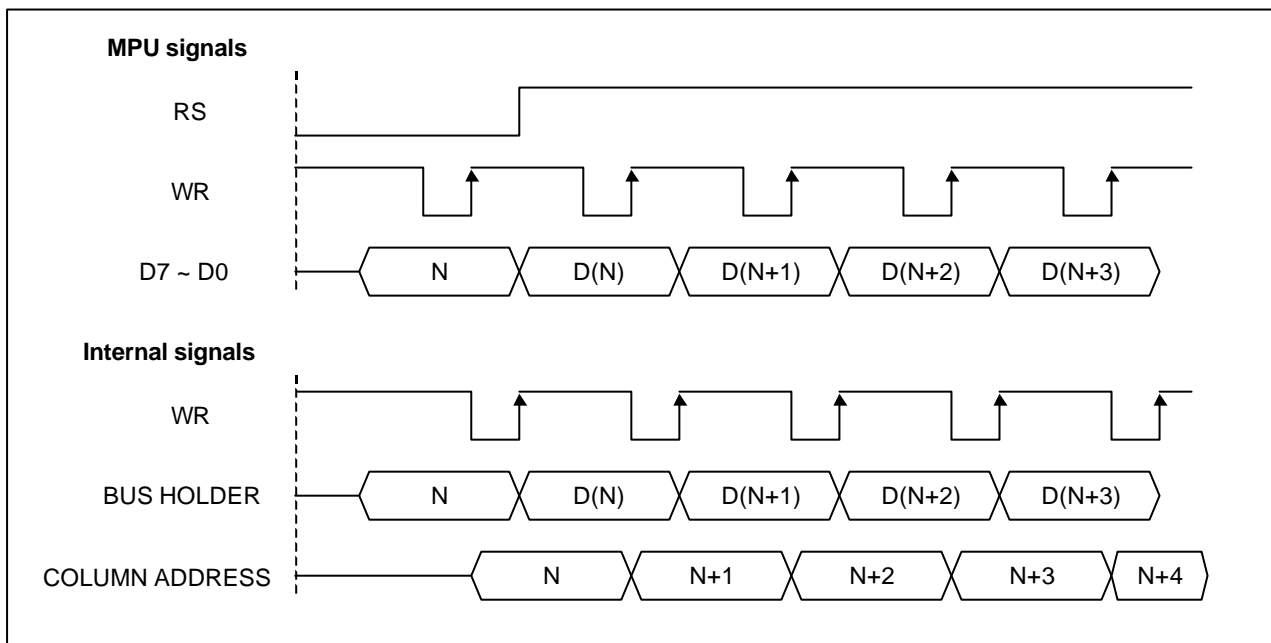 MPU signals
RS
WR
D7 ~ D0 N D(N) D(N+1) D(N+2) D(N+3)
Internal signals
WR
BUS HOLDER N D(N) D(N+1) D(N+2) D(N+3)
COLUMN ADDRESS N N+1 N+2 N+3 N+4